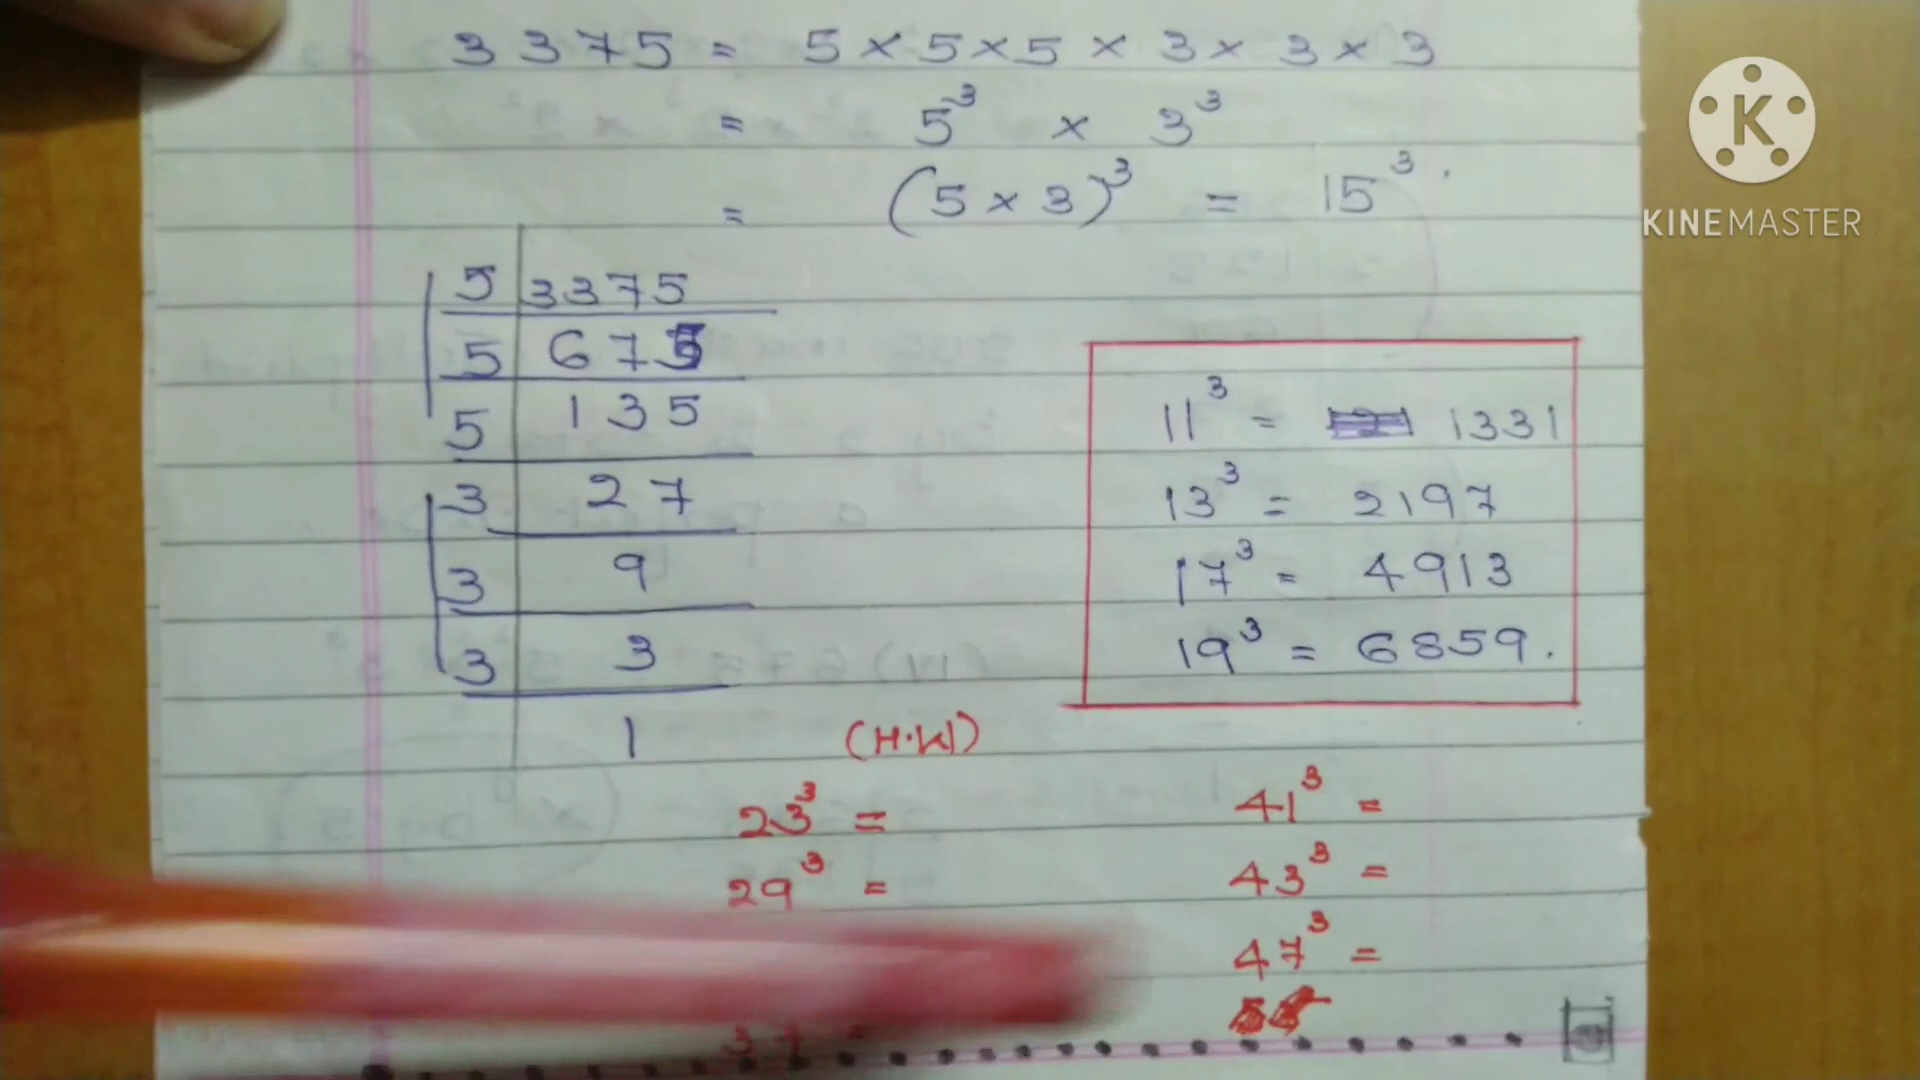 3375 = 5 × 5 × 5 × 3 × 3 × 3
= 5³ × 3³
= (5 × 3)³ = 15³.
K
KINEMASTER
5 3375
5 675
5 135
3 27
3 9
3 3
1
11³ = 1331
13³ = 2197
17³ = 4913
19³ = 6859.
(H.W)
23³ =
29³ =
37
41³ =
43³ =
47³ =